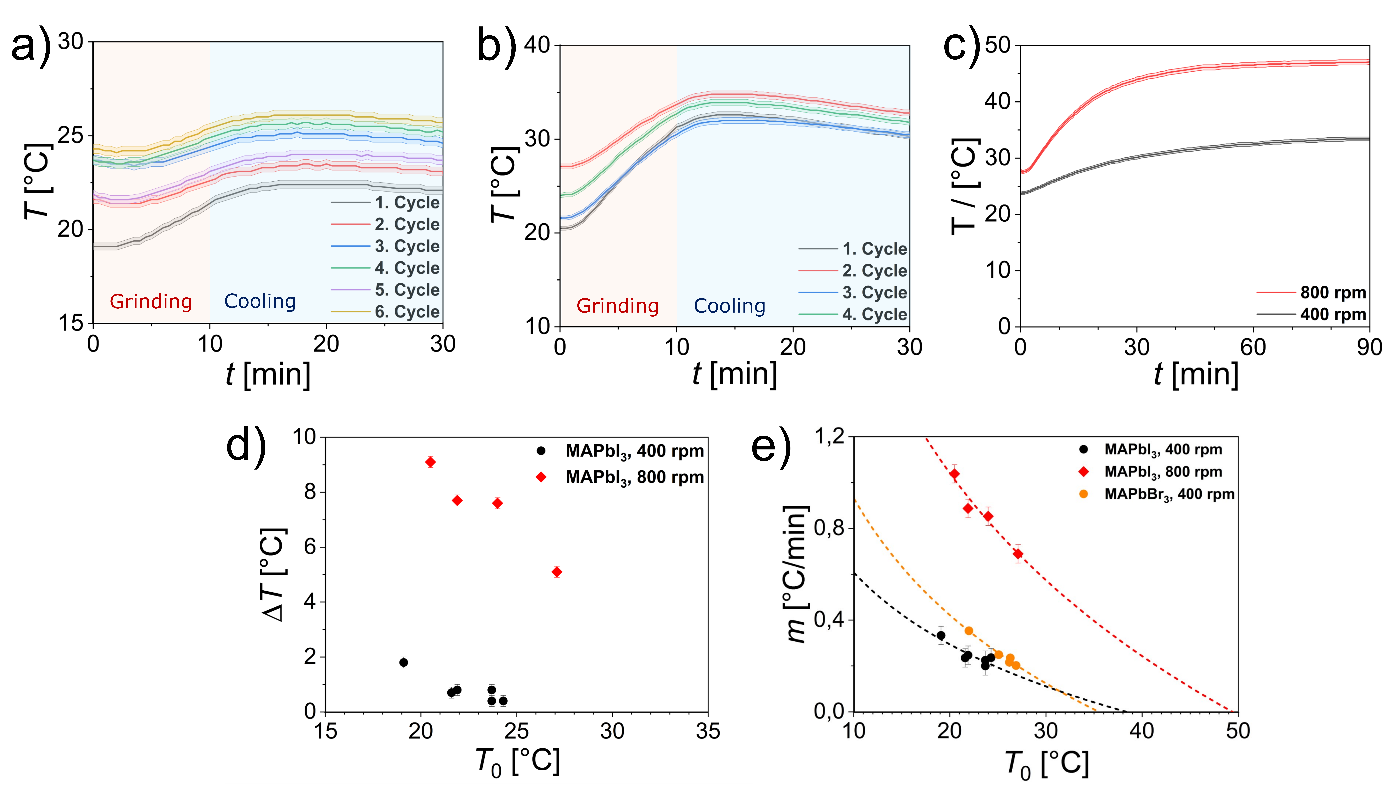 a)
T [°C]
30
25
20
15
0
10
20
30
t [min]
Grinding
Cooling
1. Cycle
2. Cycle
3. Cycle
4. Cycle
5. Cycle
6. Cycle
b)
T [°C]
40
30
20
10
0
10
20
30
t [min]
Grinding
Cooling
1. Cycle
2. Cycle
3. Cycle
4. Cycle
c)
T / [°C]
50
40
30
20
10
0
0
30
60
90
t [min]
800 rpm
400 rpm
d)
ΔT [°C]
10
8
6
4
2
0
15
20
25
30
35
T₀ [°C]
MAPbI₃, 400 rpm
MAPbI₃, 800 rpm
e)
m [°C/min]
1,2
0,8
0,4
0,0
10
20
30
40
50
T₀ [°C]
MAPbI₃, 400 rpm
MAPbI₃, 800 rpm
MAPbBr₃, 400 rpm